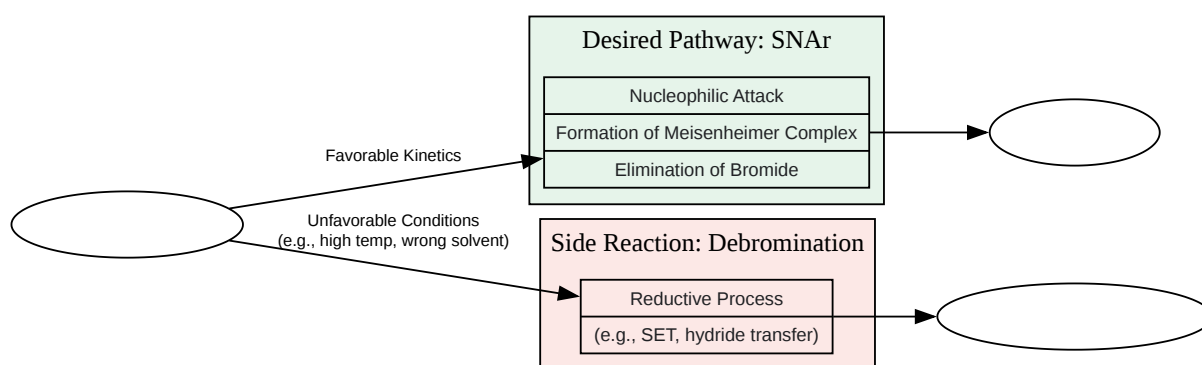 Desired Pathway: SNAr
Nucleophilic Attack
Formation of Meisenheimer Complex
Elimination of Bromide
Favorable Kinetics
Unfavorable Conditions
(e.g., high temp, wrong solvent)
Side Reaction: Debromination
Reductive Process
(e.g., SET, hydride transfer)